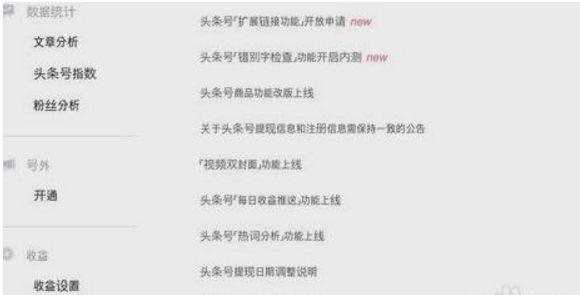 数据统计
文章分析
头条号指数
粉丝分析
号外
开通
收益
收益设置
头条号「扩展链接功能」开放申请 new
头条号「错别字检查」功能开启内测 new
头条号商品功能改版上线
关于头条号提现信息和注册信息需保持一致的公告
「视频双封面」功能上线
头条号「每日收益推送」功能上线
头条号「热词分析」功能上线
头条号提现日期调整说明